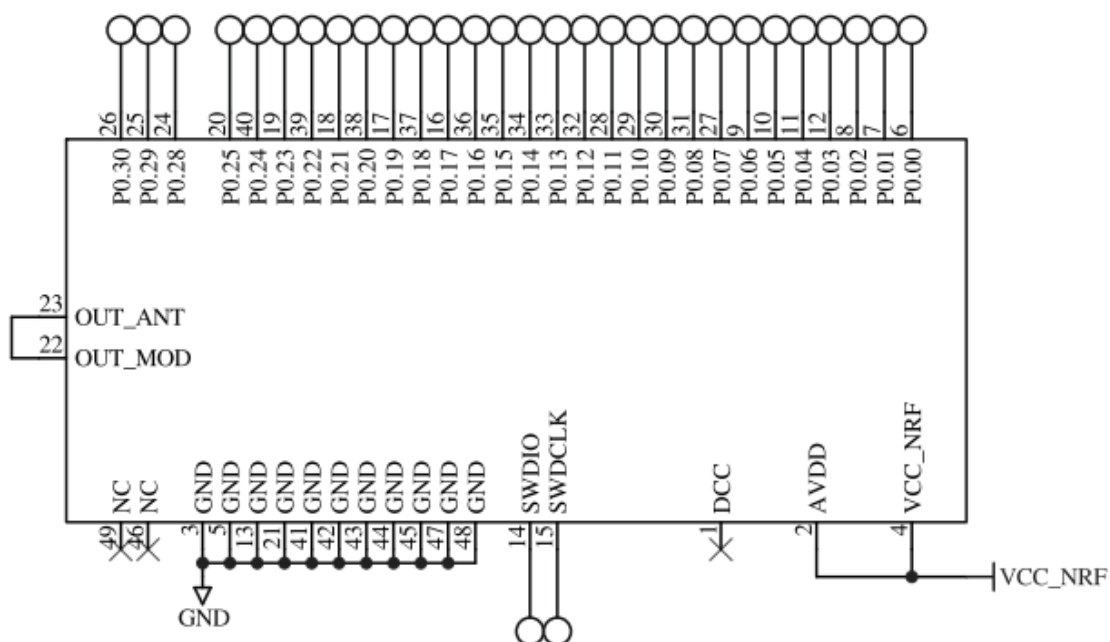 26 25 24 20 40 19 39 18 38 17 37 16 36 35 34 33 32 28 29 30 31 27 9 10 11 12 8 7 6
P0.30 P0.29 P0.28 P0.25 P0.24 P0.23 P0.22 P0.21 P0.20 P0.19 P0.18 P0.17 P0.16 P0.15 P0.14 P0.13 P0.12 P0.11 P0.10 P0.09 P0.08 P0.07 P0.06 P0.05 P0.04 P0.03 P0.02 P0.01 P0.00
23 OUT_ANT
22 OUT_MOD
NC NC GND GND GND GND GND GND GND GND GND GND GND SWDIO SWDCLK DCC AVDD VCC_NRF
49 46 3 5 13 21 41 42 43 44 45 47 48 14 15 1 2 4
VCC_NRF
GND